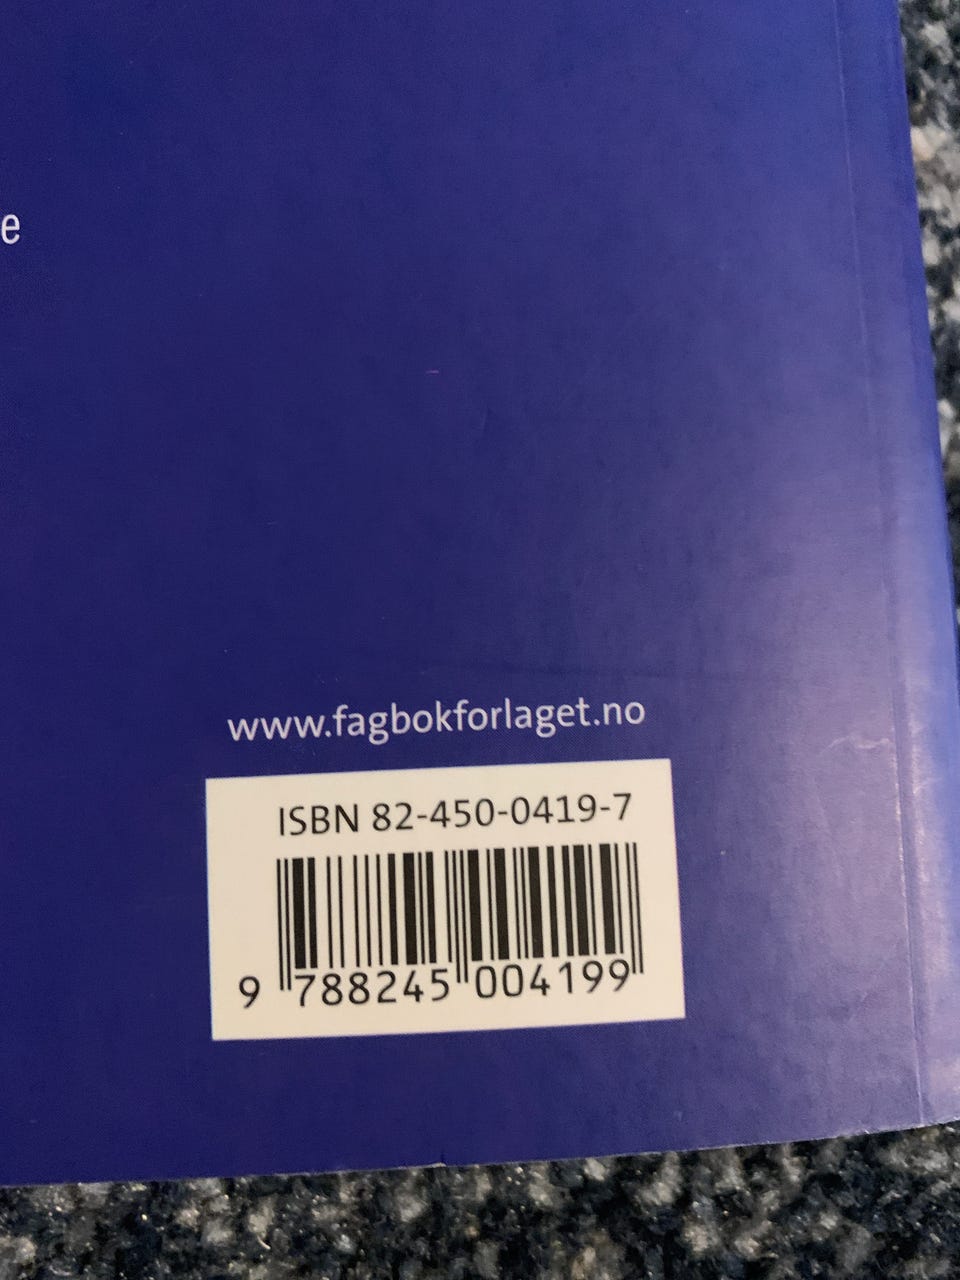 e
www.fagbokforlaget.no
ISBN 82-450-0419-7
9 788245 004199